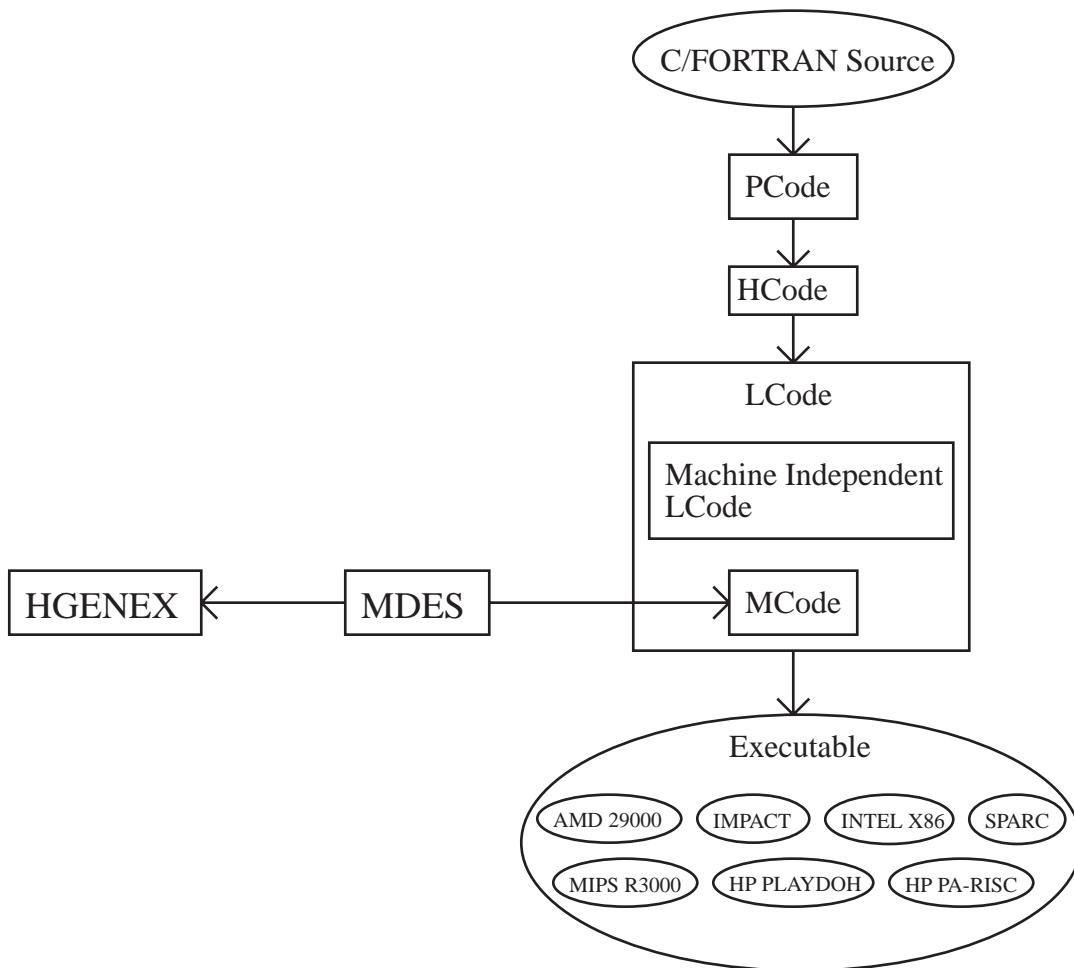 C/FORTRAN Source
PCode
HCode
LCode
Machine Independent
LCode
HGENEX
MDES
MCode
Executable
AMD 29000
IMPACT
INTEL X86
SPARC
MIPS R3000
HP PLAYDOH
HP PA-RISC